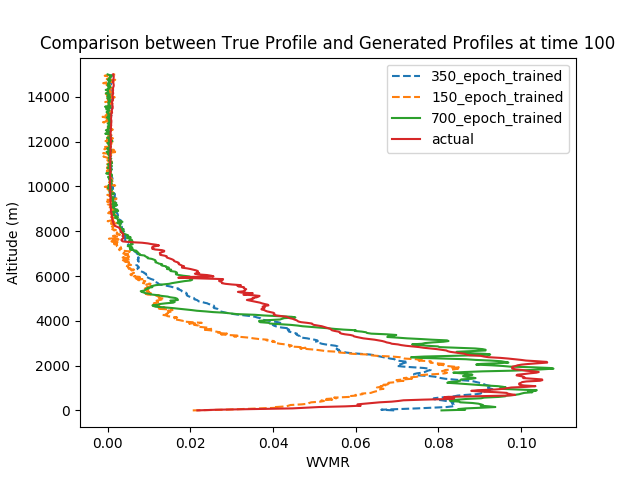 Comparison between True Profile and Generated Profiles at time 100
350_epoch_trained
150_epoch_trained
700_epoch_trained
actual
14000
12000
10000
8000
6000
4000
2000
0
Altitude (m)
0.00 0.02 0.04 0.06 0.08 0.10
WVMR